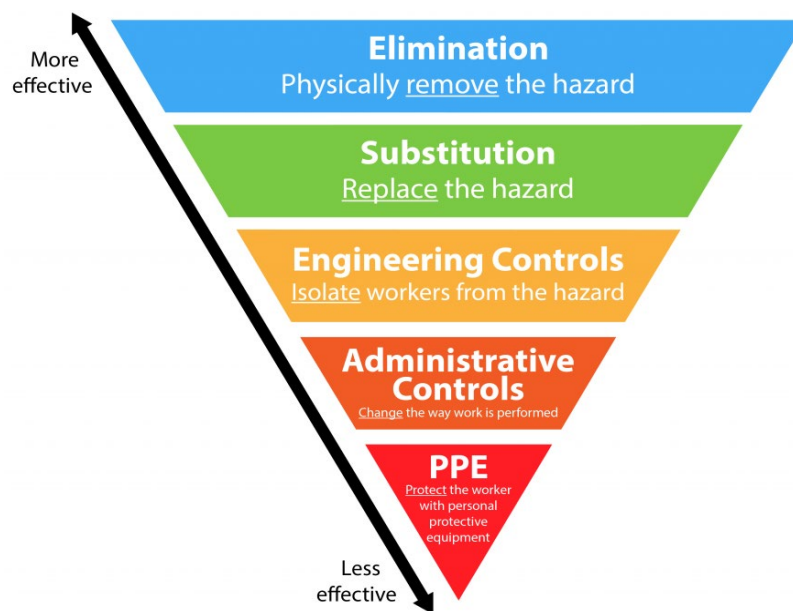 More
effective
Elimination
Physically remove the hazard
Substitution
Replace the hazard
Engineering Controls
Isolate workers from the hazard
Administrative
Controls
Change the way work is performed
PPE
Protect the worker
with personal
protective
equipment
Less
effective